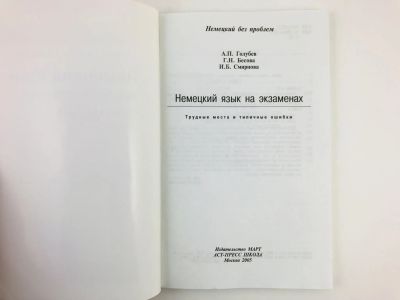 Немецкий без проблем
А.П. Голубев
Г.Н. Бесова
И.Б. Смирнова
Немецкий язык на экзаменах
Трудные места и типичные ошибки
Издательство МАРТ
АСТ-ПРЕСС ШКОЛА
Москва 2005